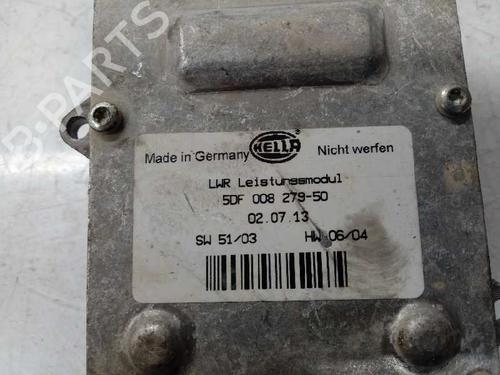 Made in Germany HELLA Nicht werfen
LWR Leistungsmodul
5DF 008 279-50
02.07.13
SW 51/03 HW 06/04